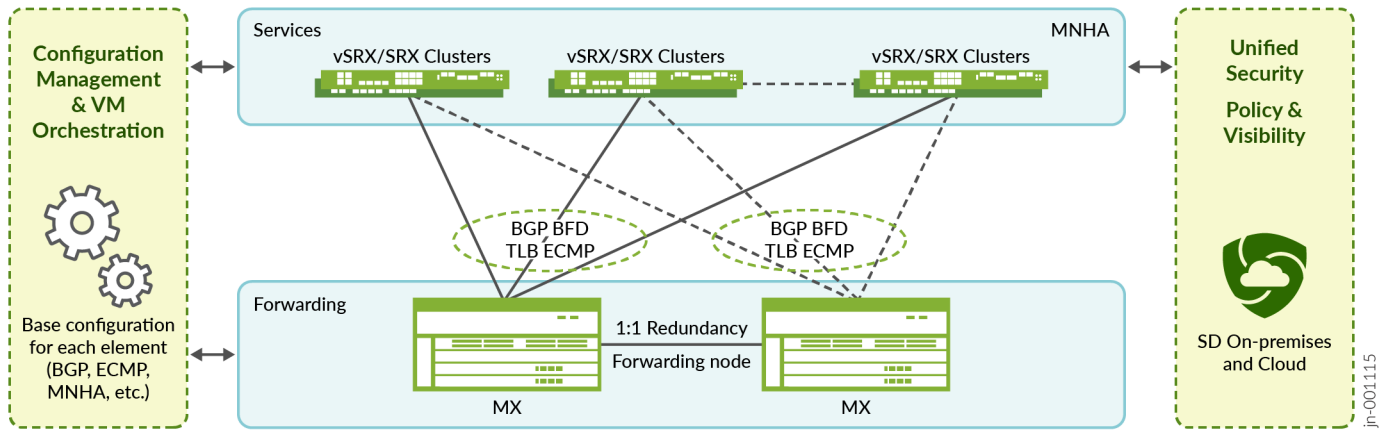 Configuration
Management
& VM
Orchestration
Base configuration
for each element
(BGP, ECMP,
MNHA, etc.)
Services
MNHA
vSRX/SRX Clusters
vSRX/SRX Clusters
vSRX/SRX Clusters
BGP BFD
TLB ECMP
BGP BFD
TLB ECMP
Forwarding
1:1 Redundancy
Forwarding node
MX
MX
Unified
Security
Policy &
Visibility
SD On-premises
and Cloud
jn-001115